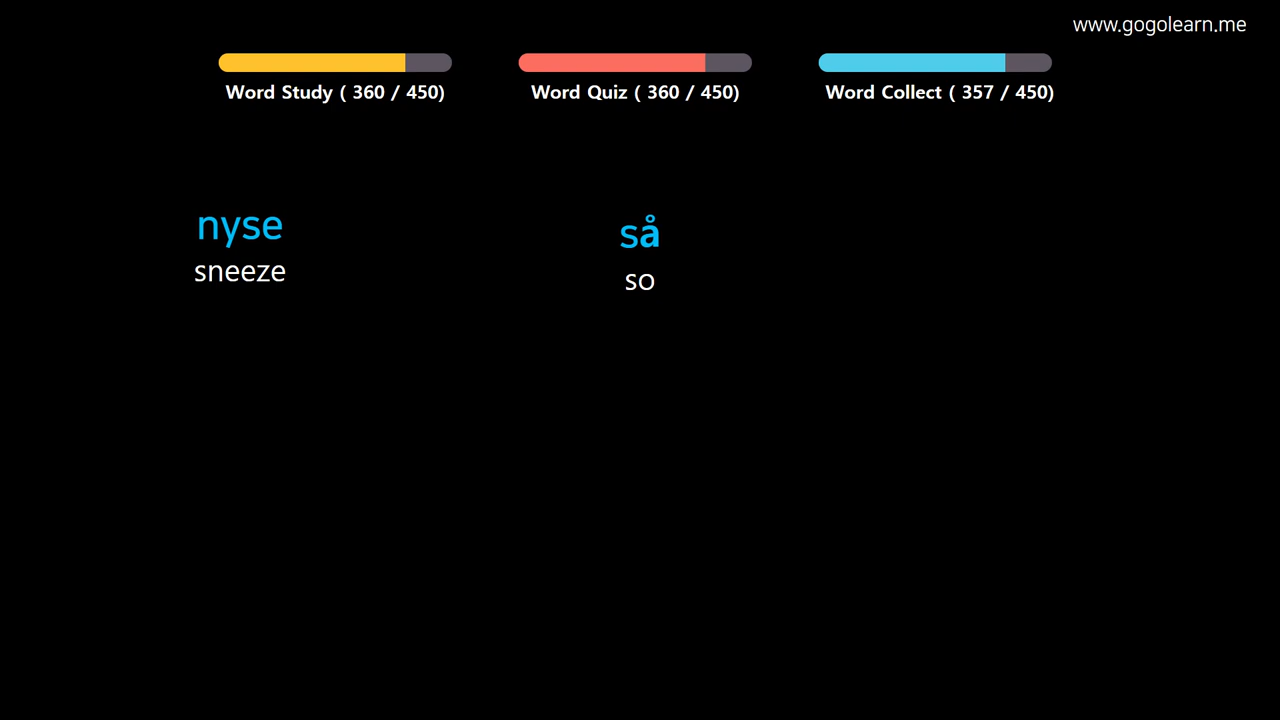 www.gogolearn.me
Word Study ( 360 / 450)
Word Quiz ( 360 / 450)
Word Collect ( 357 / 450)
nyse
sneeze
så
so